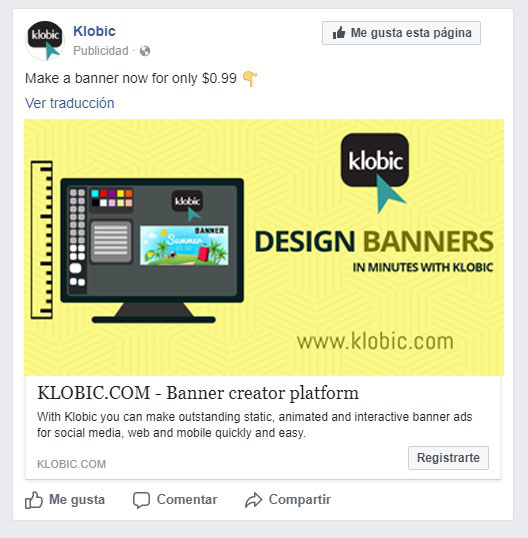 klobic
Klobic
Publicidad ·
Me gusta esta página
Make a banner now for only $0.99 👇
Ver traducción
klobic
BANNER
Summer
klobic
DESIGN BANNERS
IN MINUTES WITH KLOBIC
www.klobic.com
KLOBIC.COM - Banner creator platform
With Klobic you can make outstanding static, animated and interactive banner ads
for social media, web and mobile quickly and easy.
KLOBIC.COM
Registrarte
Me gusta
Comentar
Compartir